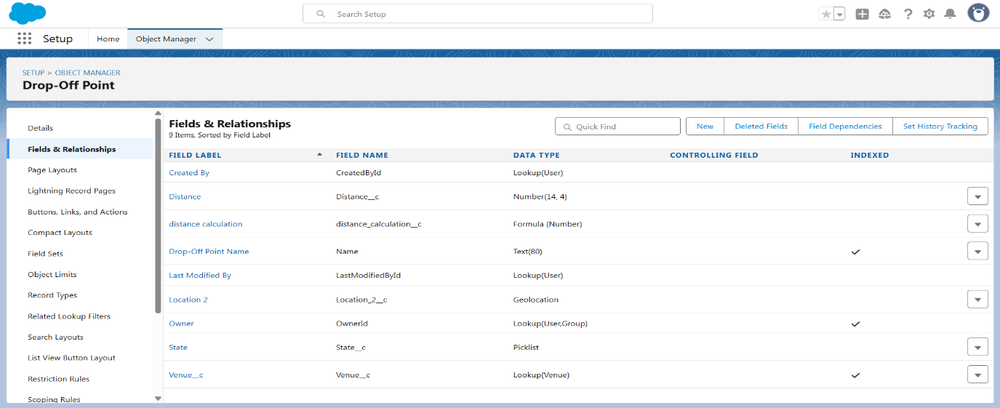 Search Setup
Setup
Home
Object Manager
SETUP > OBJECT MANAGER
Drop-Off Point
Details
Fields & Relationships
Page Layouts
Lightning Record Pages
Buttons, Links, and Actions
Compact Layouts
Field Sets
Object Limits
Record Types
Related Lookup Filters
Search Layouts
List View Button Layout
Restriction Rules
Scoping Rules
Fields & Relationships
9 Items, Sorted by Field Label
Quick Find
New
Deleted Fields
Field Dependencies
Set History Tracking
FIELD LABEL FIELD NAME DATA TYPE CONTROLLING FIELD INDEXED
Created By CreatedById Lookup(User)
Distance Distance__c Number(14, 4)
distance calculation distance_calculation__c Formula (Number)
Drop-Off Point Name Name Text(80)
Last Modified By LastModifiedById Lookup(User)
Location 2 Location_2__c Geolocation
Owner OwnerId Lookup(User,Group)
State State__c Picklist
Venue__c Venue__c Lookup(Venue)